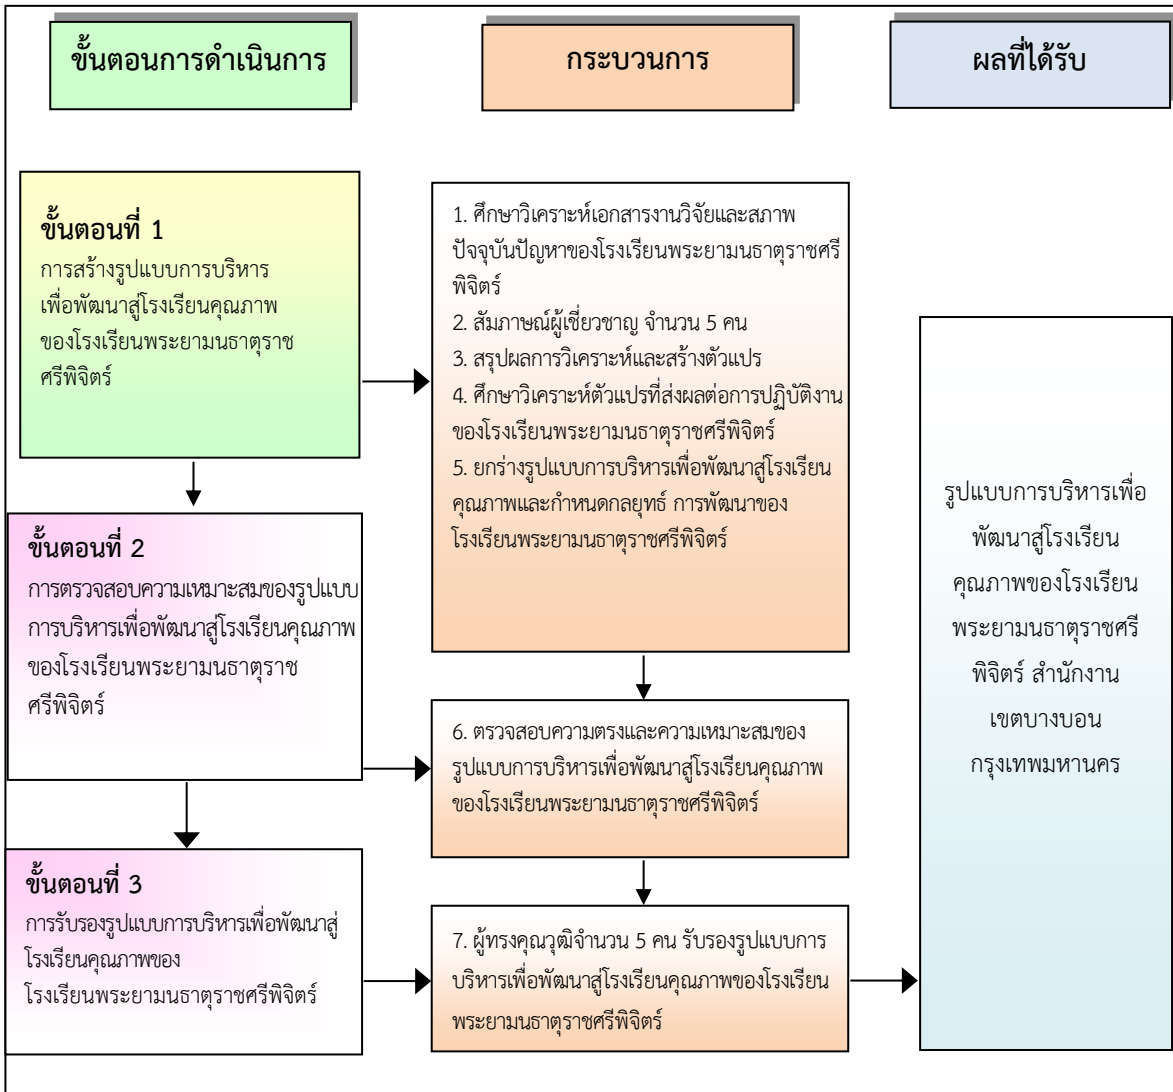 ขั้นตอนการดำเนินการ
กระบวนการ
ผลที่ได้รับ
ขั้นตอนที่ 1
การสร้างรูปแบบการบริหาร
เพื่อพัฒนาสู่โรงเรียนคุณภาพ
ของโรงเรียนพระยามนธาตุราช
ศรีพิจิตร์
1. ศึกษาวิเคราะห์เอกสารงานวิจัยและสภาพ
ปัจจุบันปัญหาของโรงเรียนพระยามนธาตุราชศรี
พิจิตร์
2. สัมภาษณ์ผู้เชี่ยวชาญ จำนวน 5 คน
3. สรุปผลการวิเคราะห์และสร้างตัวแปร
4. ศึกษาวิเคราะห์ตัวแปรที่ส่งผลต่อการปฏิบัติงาน
ของโรงเรียนพระยามนธาตุราชศรีพิจิตร์
5. ยกร่างรูปแบบการบริหารเพื่อพัฒนาสู่โรงเรียน
คุณภาพและกำหนดกลยุทธ์ การพัฒนาของ
โรงเรียนพระยามนธาตุราชศรีพิจิตร์
ขั้นตอนที่ 2
การตรวจสอบความเหมาะสมของรูปแบบ
การบริหารเพื่อพัฒนาสู่โรงเรียนคุณภาพ
ของโรงเรียนพระยามนธาตุราช
ศรีพิจิตร์
6. ตรวจสอบความตรงและความเหมาะสมของ
รูปแบบการบริหารเพื่อพัฒนาสู่โรงเรียนคุณภาพ
ของโรงเรียนพระยามนธาตุราชศรีพิจิตร์
ขั้นตอนที่ 3
การรับรองรูปแบบการบริหารเพื่อพัฒนาสู่
โรงเรียนคุณภาพของ
โรงเรียนพระยามนธาตุราชศรีพิจิตร์
7. ผู้ทรงคุณวุฒิจำนวน 5 คน รับรองรูปแบบการ
บริหารเพื่อพัฒนาสู่โรงเรียนคุณภาพของโรงเรียน
พระยามนธาตุราชศรีพิจิตร์
รูปแบบการบริหารเพื่อ
พัฒนาสู่โรงเรียน
คุณภาพของโรงเรียน
พระยามนธาตุราชศรี
พิจิตร์ สำนักงาน
เขตบางบอน
กรุงเทพมหานคร